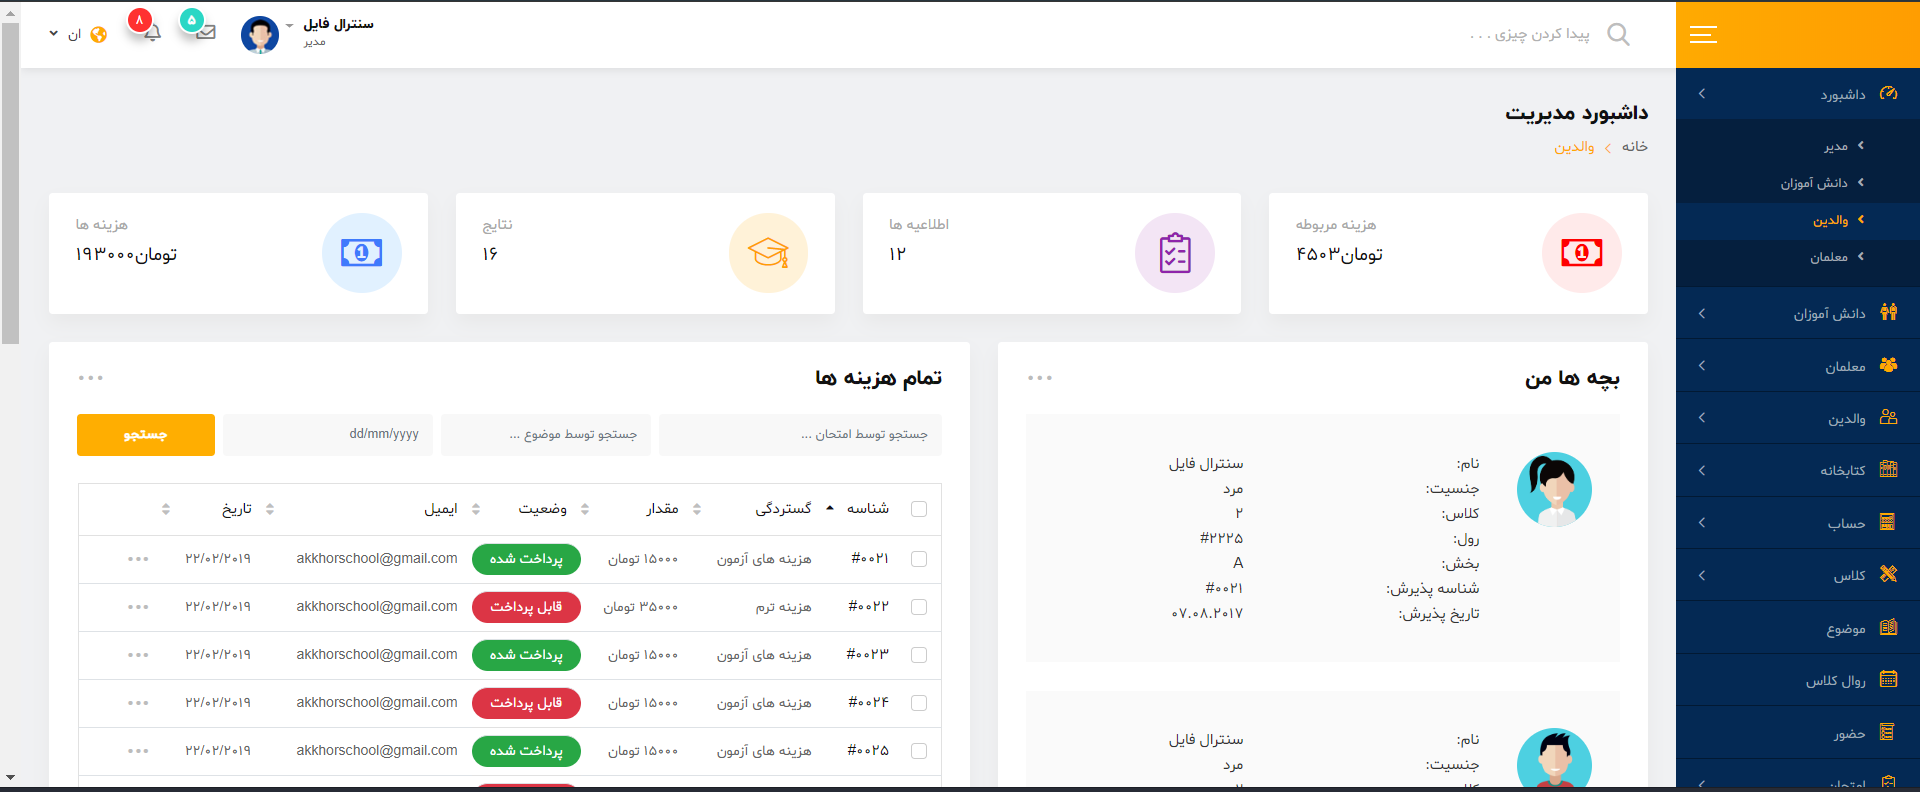 پیدا کردن چیزی . . .
سنترال فایل
مدیر
۵
۸
ان
داشبورد
مدیر
دانش آموزان
والدین
معلمان
دانش آموزان
معلمان
والدین
کتابخانه
حساب
کلاس
موضوع
روال کلاس
حضور
امتحان
داشبورد مدیریت
خانه > والدین
هزینه مربوطه
تومان۴۵۰۳
اطلاعیه ها
۱۲
نتایج
۱۶
هزینه ها
تومان۱۹۳۰۰۰
بچه ها من
نام: سنترال فایل
جنسیت: مرد
کلاس: ۲
رول: #۲۲۲۵
بخش: A
شناسه پذیرش: #۰۰۲۱
تاریخ پذیرش: ۰۷.۰۸.۲۰۱۷
نام: سنترال فایل
جنسیت: مرد
تمام هزینه ها
جستجو توسط امتحان ... جستجو توسط موضوع ... dd/mm/yyyy جستجو
شناسه گستردگی مقدار وضعیت ایمیل تاریخ
#۰۰۲۱ هزینه های آزمون ۱۵۰۰۰ تومان پرداخت شده akkhorschool@gmail.com ۲۲/۰۲/۲۰۱۹
#۰۰۲۲ هزینه ترم ۳۵۰۰۰ تومان قابل پرداخت akkhorschool@gmail.com ۲۲/۰۲/۲۰۱۹
#۰۰۲۳ هزینه های آزمون ۱۵۰۰۰ تومان پرداخت شده akkhorschool@gmail.com ۲۲/۰۲/۲۰۱۹
#۰۰۲۴ هزینه های آزمون ۱۵۰۰۰ تومان قابل پرداخت akkhorschool@gmail.com ۲۲/۰۲/۲۰۱۹
#۰۰۲۵ هزینه های آزمون ۱۵۰۰۰ تومان پرداخت شده akkhorschool@gmail.com ۲۲/۰۲/۲۰۱۹